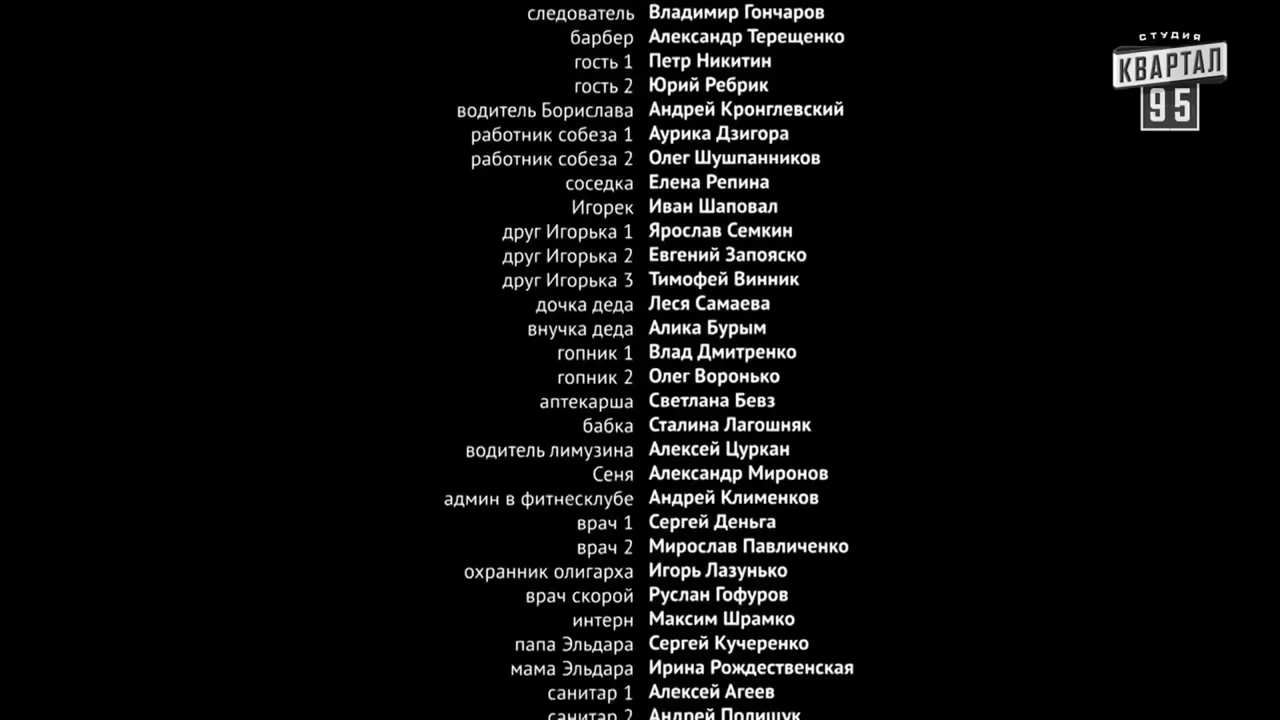 следователь Владимир Гончаров
барбер Александр Терещенко
гость 1 Петр Никитин
гость 2 Юрий Ребрик
водитель Борислава Андрей Кронглевский
работник собеза 1 Аурика Дзигора
работник собеза 2 Олег Шушпанников
соседка Елена Репина
Игорек Иван Шаповал
друг Игорька 1 Ярослав Семкин
друг Игорька 2 Евгений Запояско
друг Игорька 3 Тимофей Винник
дочка деда Леся Самаева
внучка деда Алика Бурым
гопник 1 Влад Дмитренко
гопник 2 Олег Воронько
аптекарша Светлана Бевз
бабка Сталина Лагошняк
водитель лимузина Алексей Цуркан
Сеня Александр Миронов
админ в фитнесклубе Андрей Клименков
врач 1 Сергей Деньга
врач 2 Мирослав Павличенко
охранник олигарха Игорь Лазунько
врач скорой Руслан Гофуров
интерн Максим Шрамко
папа Эльдара Сергей Кучеренко
мама Эльдара Ирина Рождественская
санитар 1 Алексей Агеев
санитар 2 Андрей Полищук
СТУДИЯ
КВАРТАЛ
95